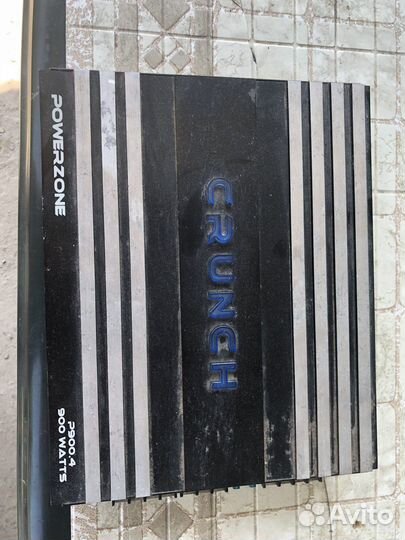 POWERZONE
CRUNCH
P900.4
900 WATTS
Avito